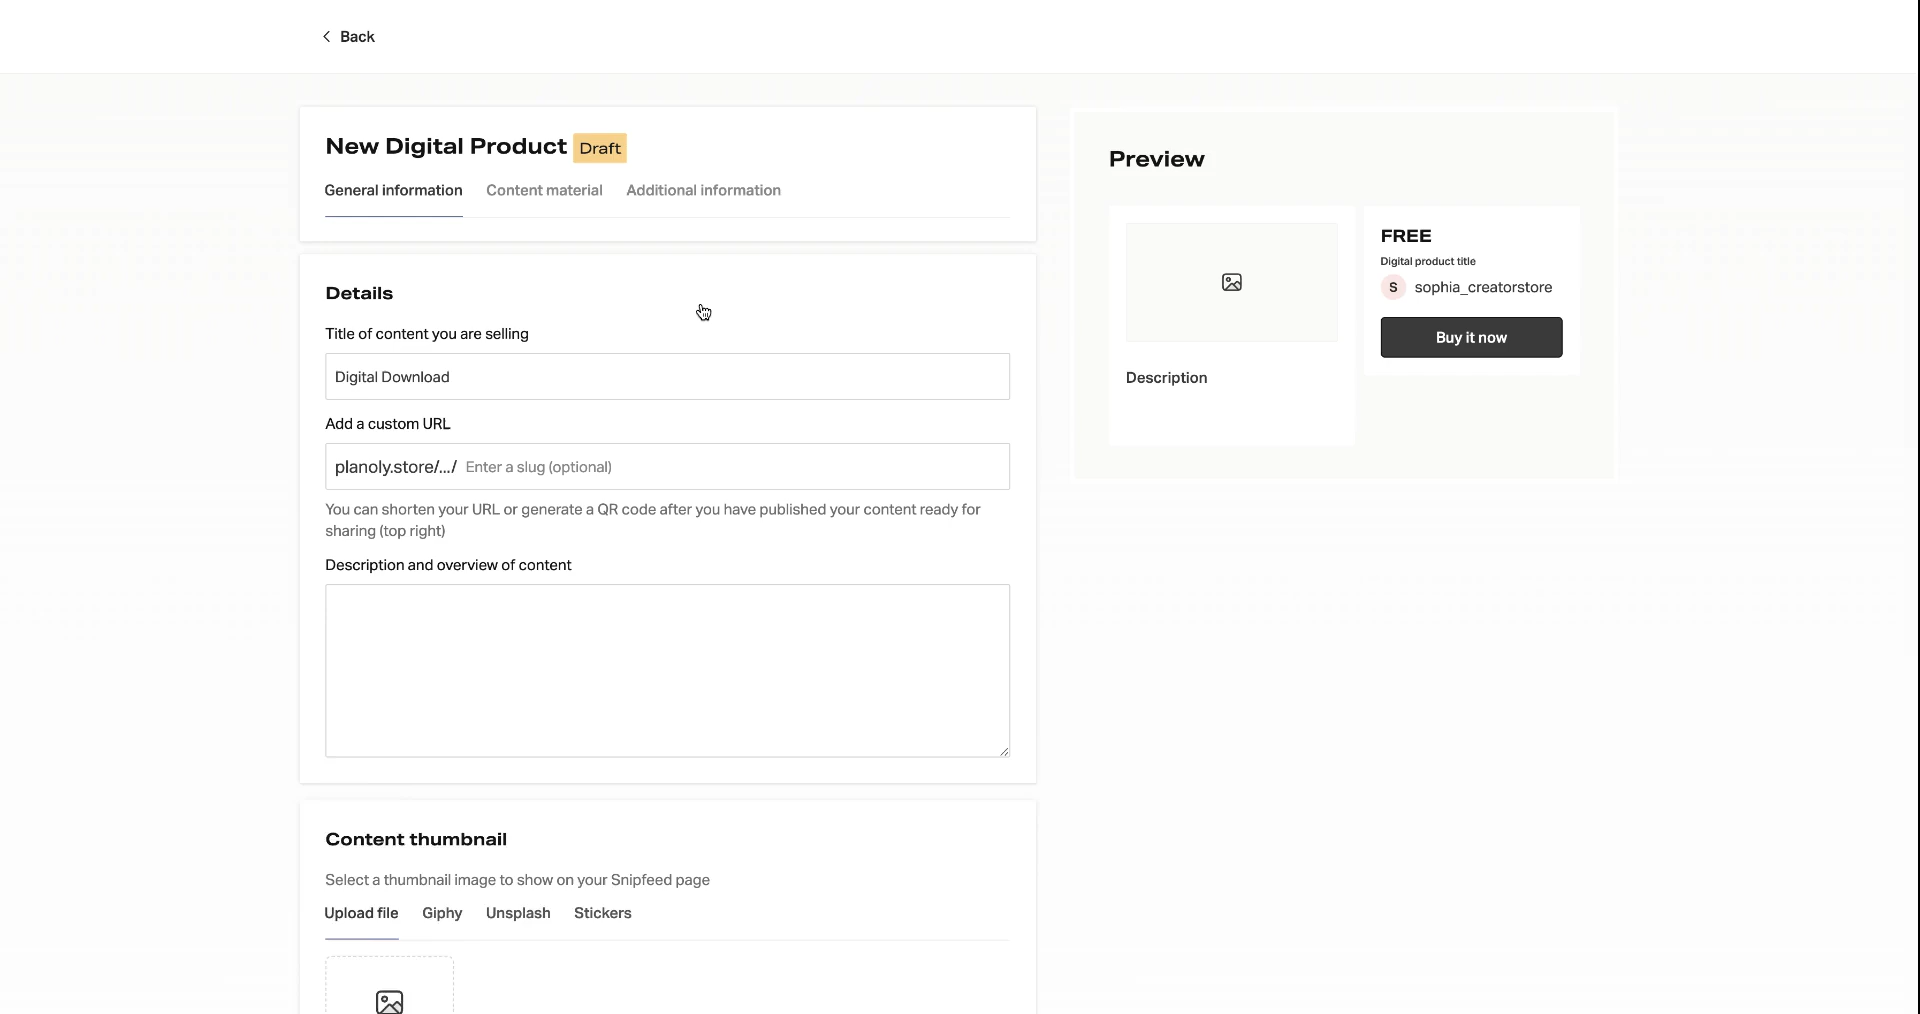 Back
New Digital Product Draft
General information Content material Additional information
Details
Title of content you are selling
Digital Download
Add a custom URL
planoly.store/.../ Enter a slug (optional)
You can shorten your URL or generate a QR code after you have published your content ready for
sharing (top right)
Description and overview of content
Content thumbnail
Select a thumbnail image to show on your Snipfeed page
Upload file Giphy Unsplash Stickers
Preview
FREE
Digital product title
S sophia_creatorstore
Buy it now
Description